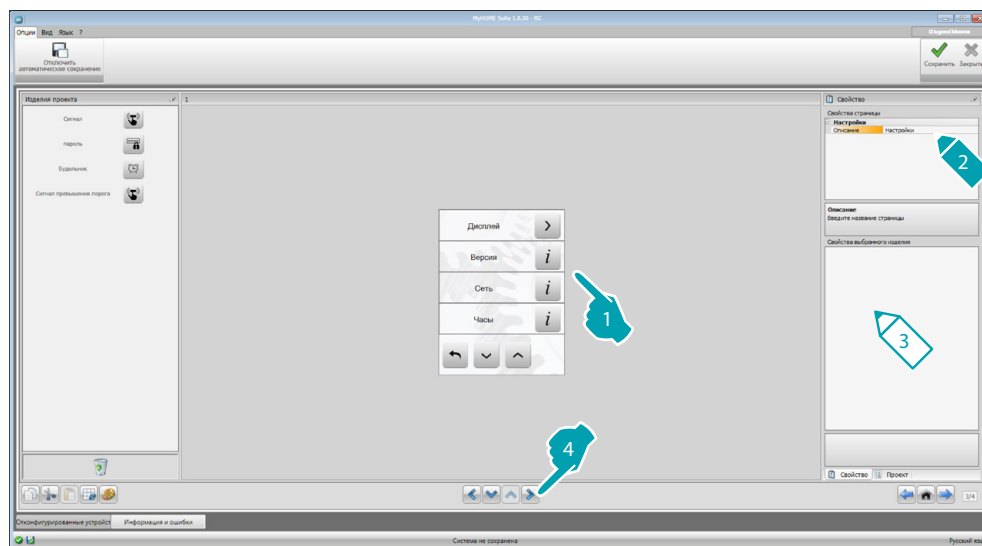 MyHOME Suite 1.0.30 - ПС
Опции Вид Язык ?
Отключить
автоматическое сохранение
Сохранить Закрыть
Изделия проекта
1
Свойство
Сигнал
пароль
Будильник
Сигнал превышения порога
Свойства страницы
Настройки
Описание Настройки
2
Описание
Введите название страницы
Свойства выбранного изделия
Дисплей
Версия
Сеть
Часы
1
3
4
Свойство Проект
3/4
Отконфигурированные устройст Информация и ошибки
Система не сохранена
Русский язы